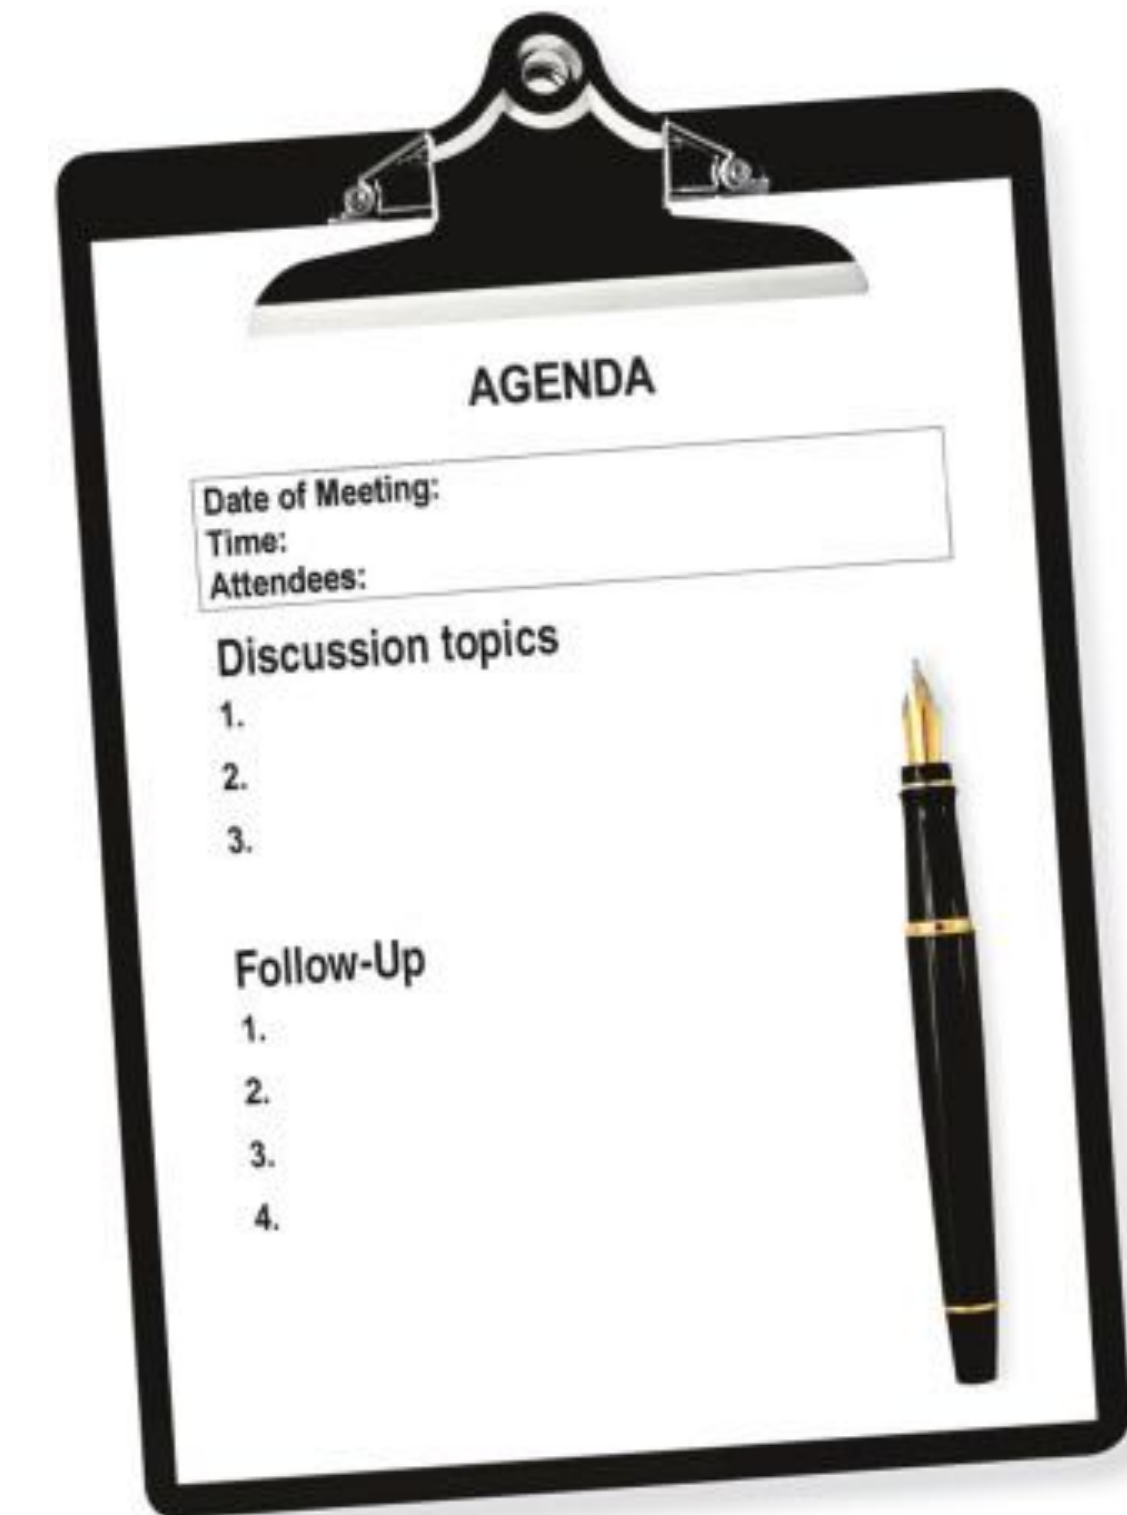 AGENDA
Date of Meeting:
Time:
Attendees:
Discussion topics
1.
2.
3.
Follow-Up
1.
2.
3.
4.